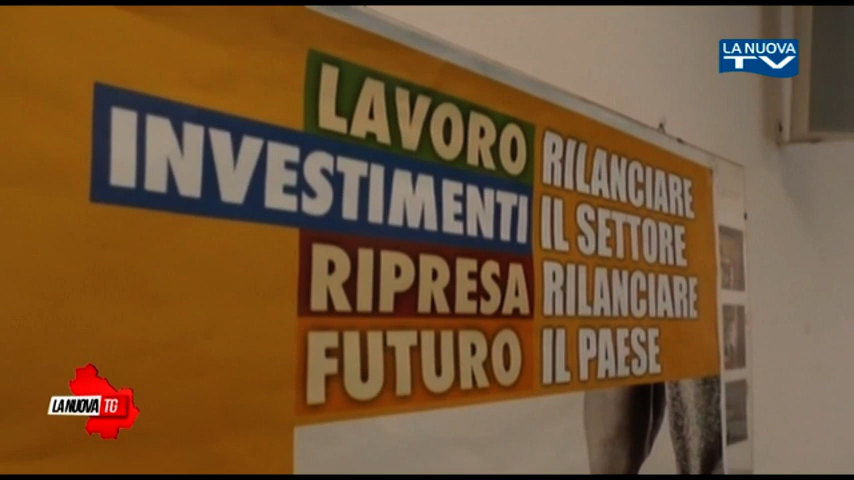 LA NUOVA
TV
LAVORO
INVESTIMENTI
RIPRESA
FUTURO
RILANCIARE
IL SETTORE
RILANCIARE
IL PAESE
LA NUOVA TG